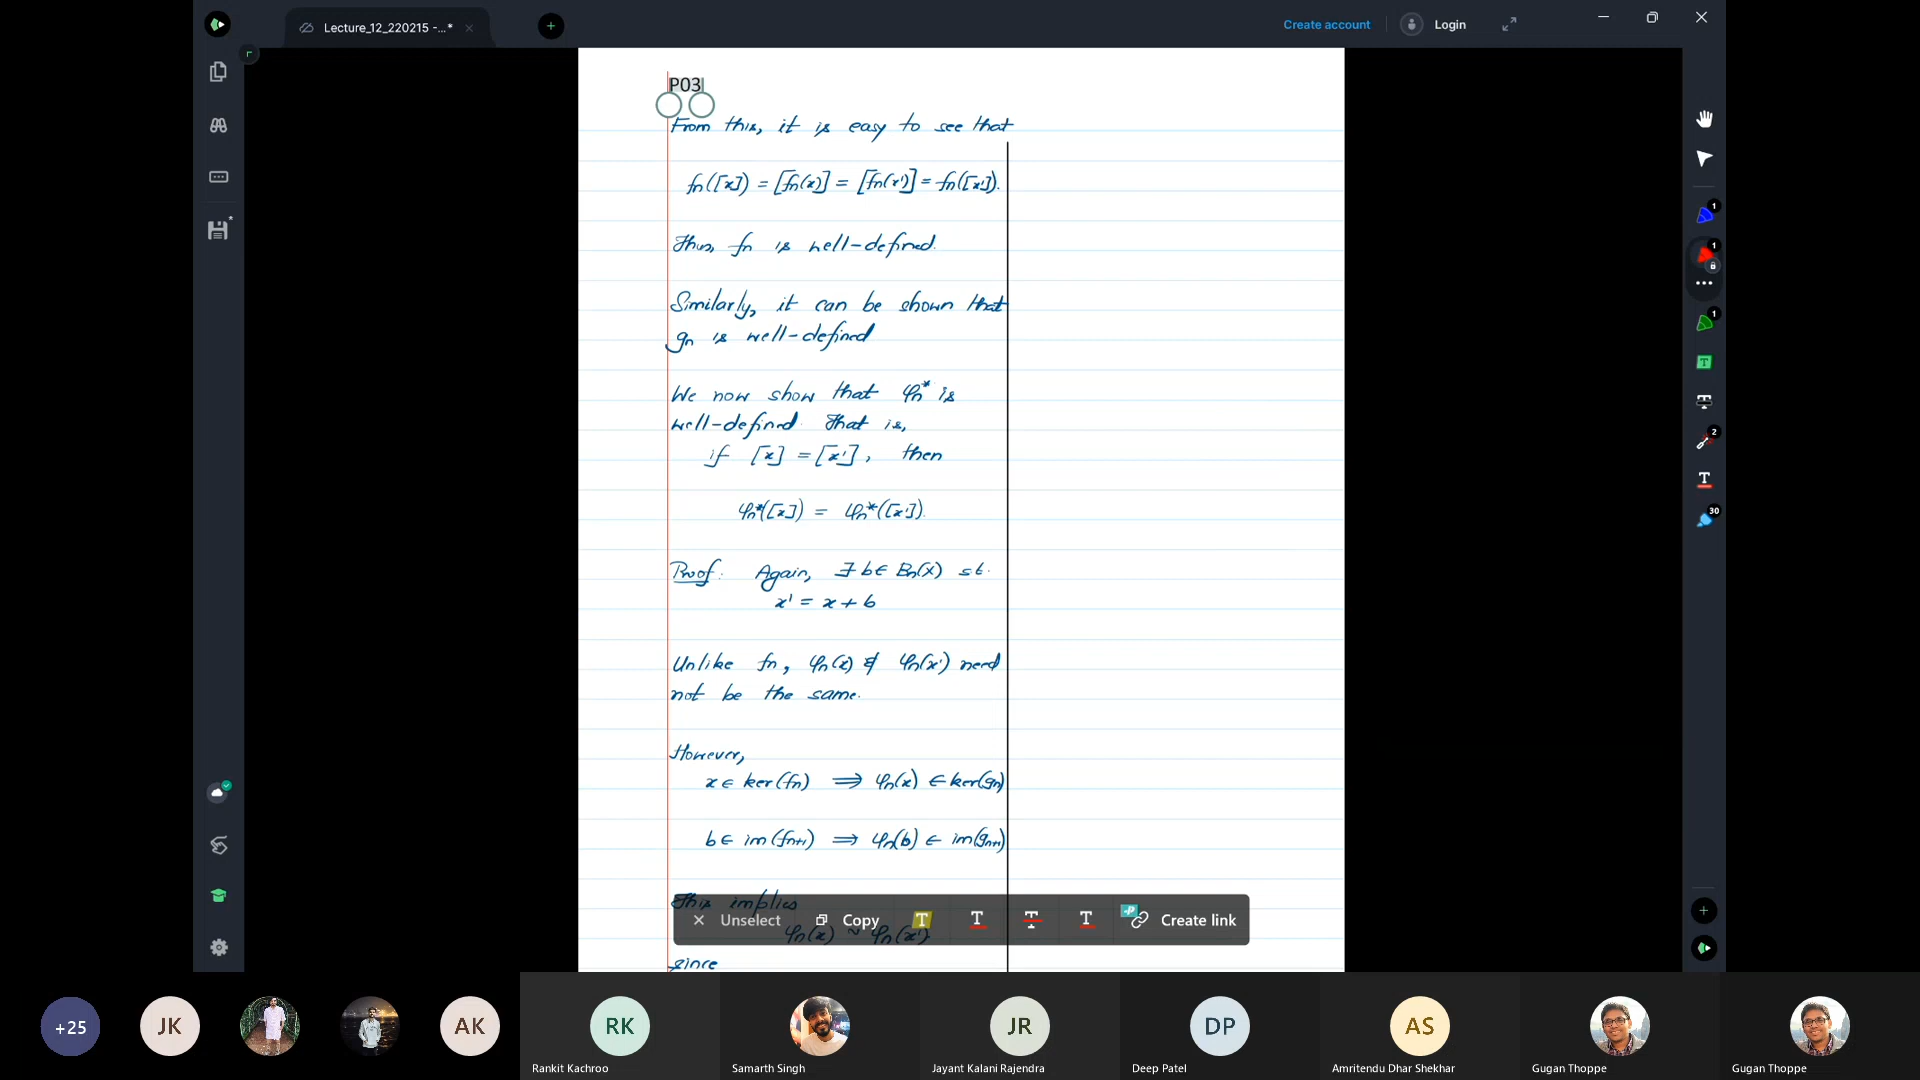 Lecture_12_220215 -...*
Create account
Login
P03
From this, it is easy to see that
fn([x]) = [fn(x)] = [fn(x')] = fn([x']).
Thus, fn is well-defined.
Similarly, it can be shown that
gn is well-defined
We now show that φn* is
well-defined. That is,
if [x] = [x'], then
φn*([x]) = φn*([x']).
Proof: Again, ∃ b ∈ Bn(X) s.t.
x' = x + b
Unlike fn, φn(x) & φn(x') need
not be the same.
However,
x ∈ ker(fn) ⟹ φn(x) ∈ ker(gn)
b ∈ im(fn+1) ⟹ φn(b) ∈ im(gn+1)
This implies
φn(x) ~ φn(x')
since
Unselect
Copy
Create link
1
1
1
2
30
+25
JK
AK
RK
JR
DP
AS
Rankit Kachroo
Samarth Singh
Jayant Kalani Rajendra
Deep Patel
Amritendu Dhar Shekhar
Gugan Thoppe
Gugan Thoppe